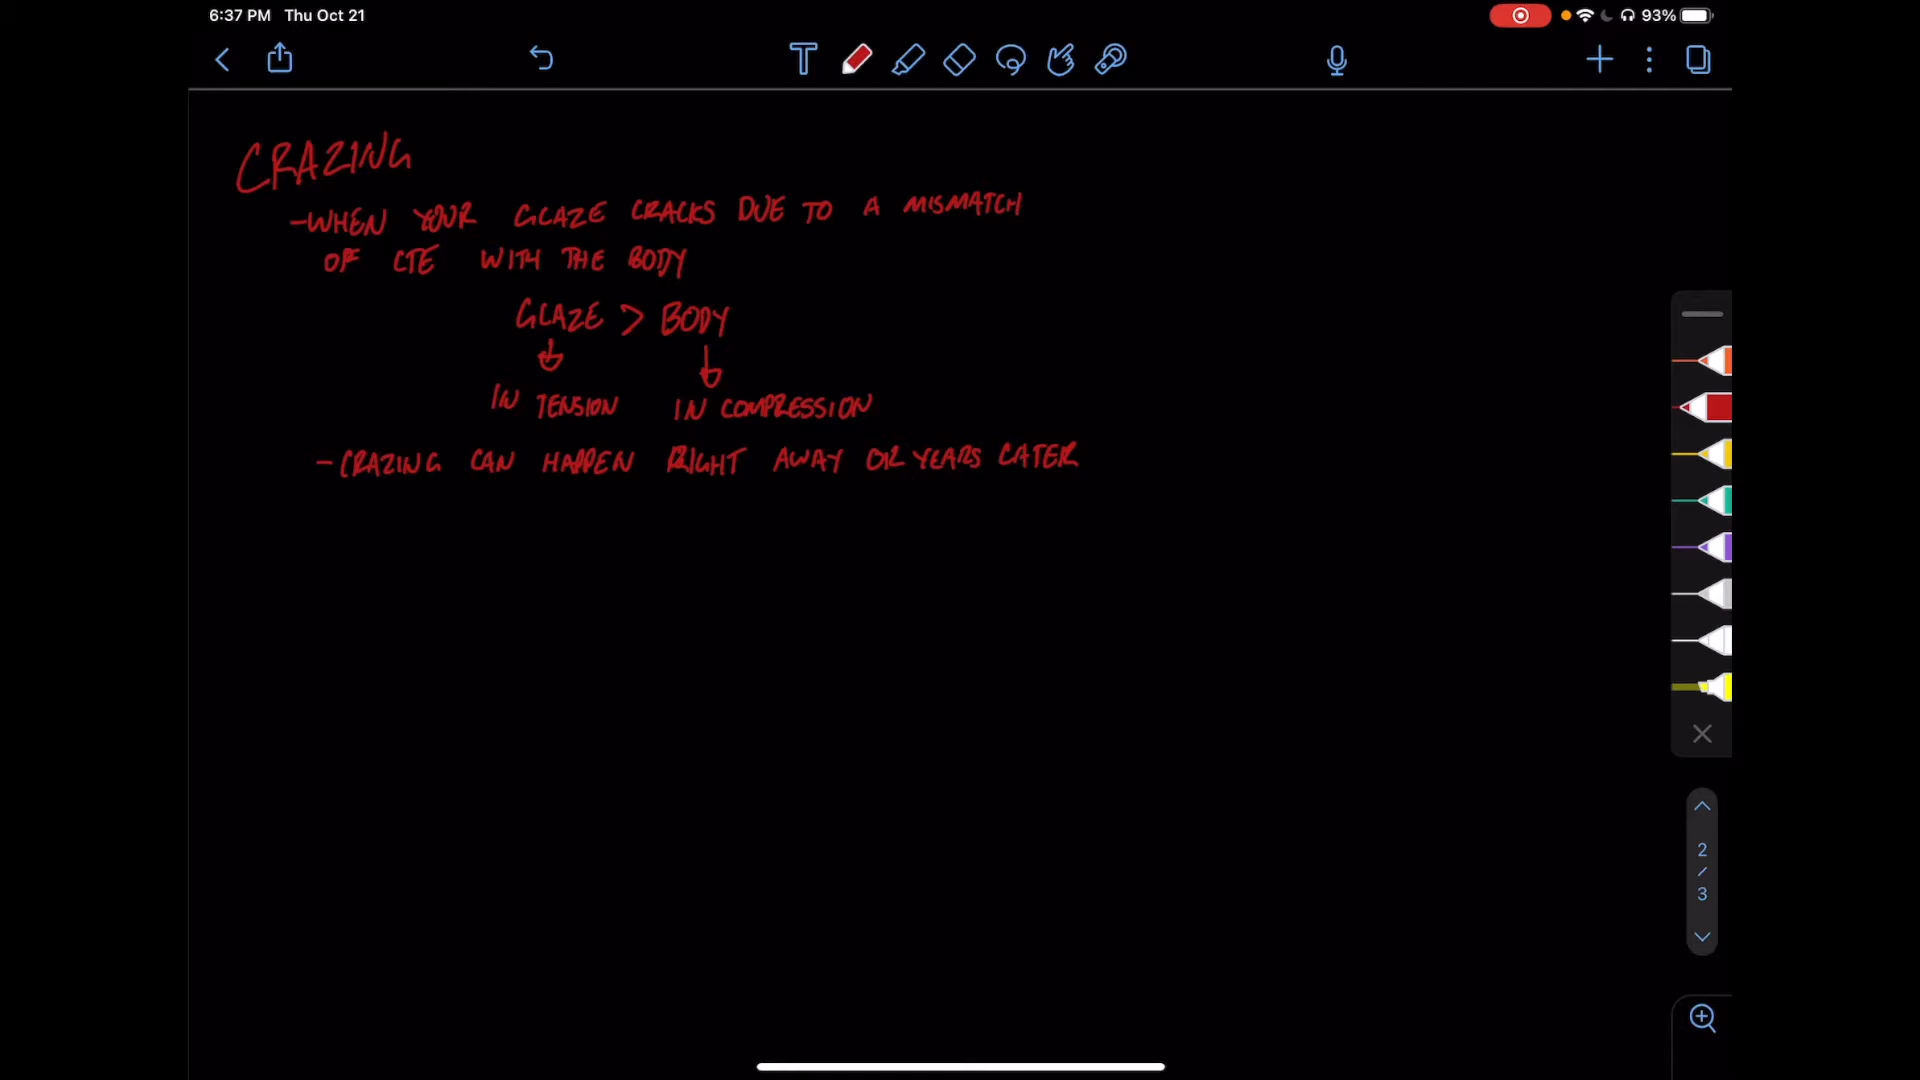 6:37 PM Thu Oct 21
93%
CRAZING
- WHEN YOUR GLAZE CRACKS DUE TO A MISMATCH
OF CTE WITH THE BODY
GLAZE > BODY
IN TENSION IN COMPRESSION
- CRAZING CAN HAPPEN RIGHT AWAY OR YEARS LATER
2
/
3